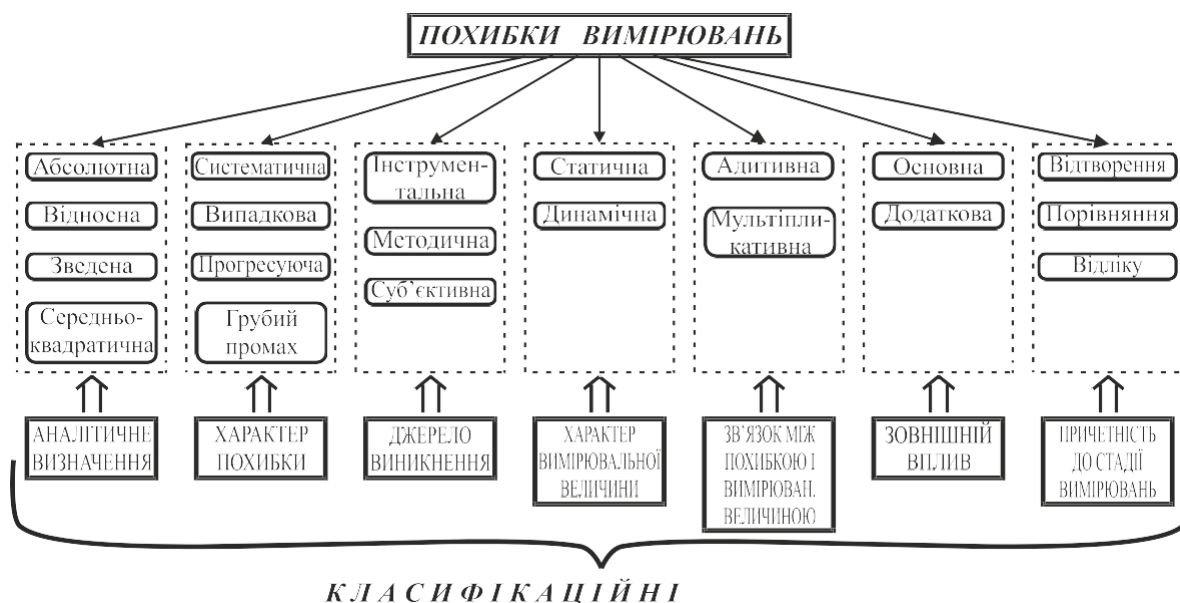 ПОХИБКИ ВИМІРЮВАНЬ
Абсолютна
Відносна
Зведена
Середньо-
квадратична
Систематична
Випадкова
Прогресуюча
Грубий
промах
Інструмен-
тальна
Методична
Суб’єктивна
Статична
Динамічна
Адитивна
Мультипли-
кативна
Основна
Додаткова
Відтворення
Порівняння
Відліку
АНАЛІТИЧНЕ
ВИЗНАЧЕННЯ
ХАРАКТЕР
ПОХИБКИ
ДЖЕРЕЛО
ВИНИКНЕННЯ
ХАРАКТЕР
ВИМІРЮВАЛЬНОЇ
ВЕЛИЧИНИ
ЗВ’ЯЗОК МІЖ
ПОХИБКОЮ І
ВИМІРЮВАН.
ВЕЛИЧИНОЮ
ЗОВНІШНІЙ
ВПЛИВ
ПРИЧЕТНІСТЬ
ДО СТАДІЇ
ВИМІРЮВАНЬ
КЛАСИФІКАЦІЙНІ